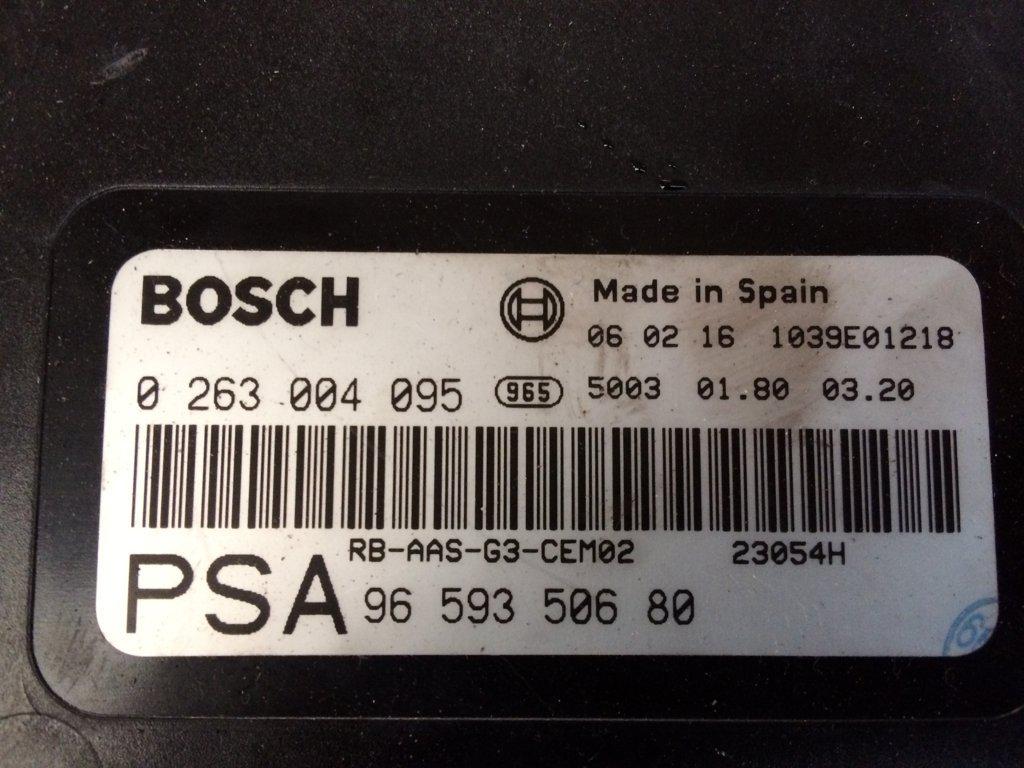 BOSCH
Made in Spain
06 02 16 1039E01218
0 263 004 095 965 5003 01.80 03.20
RB-AAS-G3-CEM02 23054H
PSA 96 593 506 80